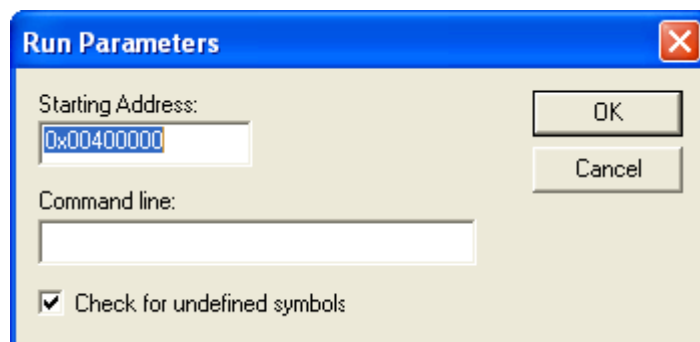 Run Parameters
Starting Address:
OK
0x00400000
Cancel
Command line:
Check for undefined symbols